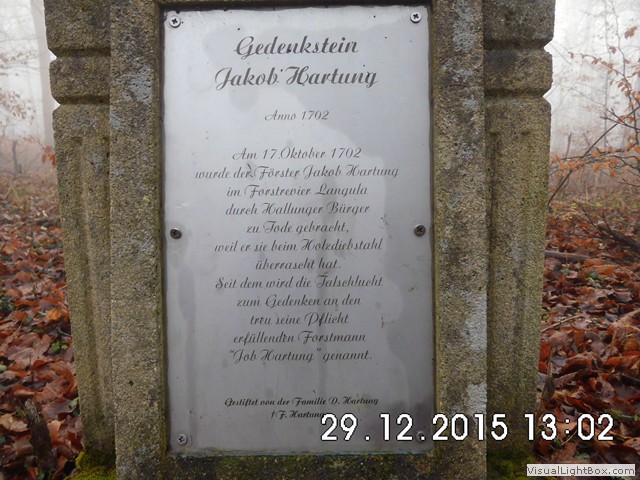 Gedenkstein
Jakob Hartung
Anno 1702
Am 17.Oktober 1702
wurde der Förster Jakob Hartung
im Forstrevier Langula
durch Hallunger Bürger
zu Tode gebracht,
weil er sie beim Holzdiebstahl
überrascht hat.
Seit dem wird die Talschlucht
zum Gedenken an den
treu seine Pflicht
erfüllendtn Forstmann
"Job Hartung" genannt.
Gestiftet von der Familie D. Hartung
† F. Hartung
29.12.2015 13:02
VisualLightBox.com